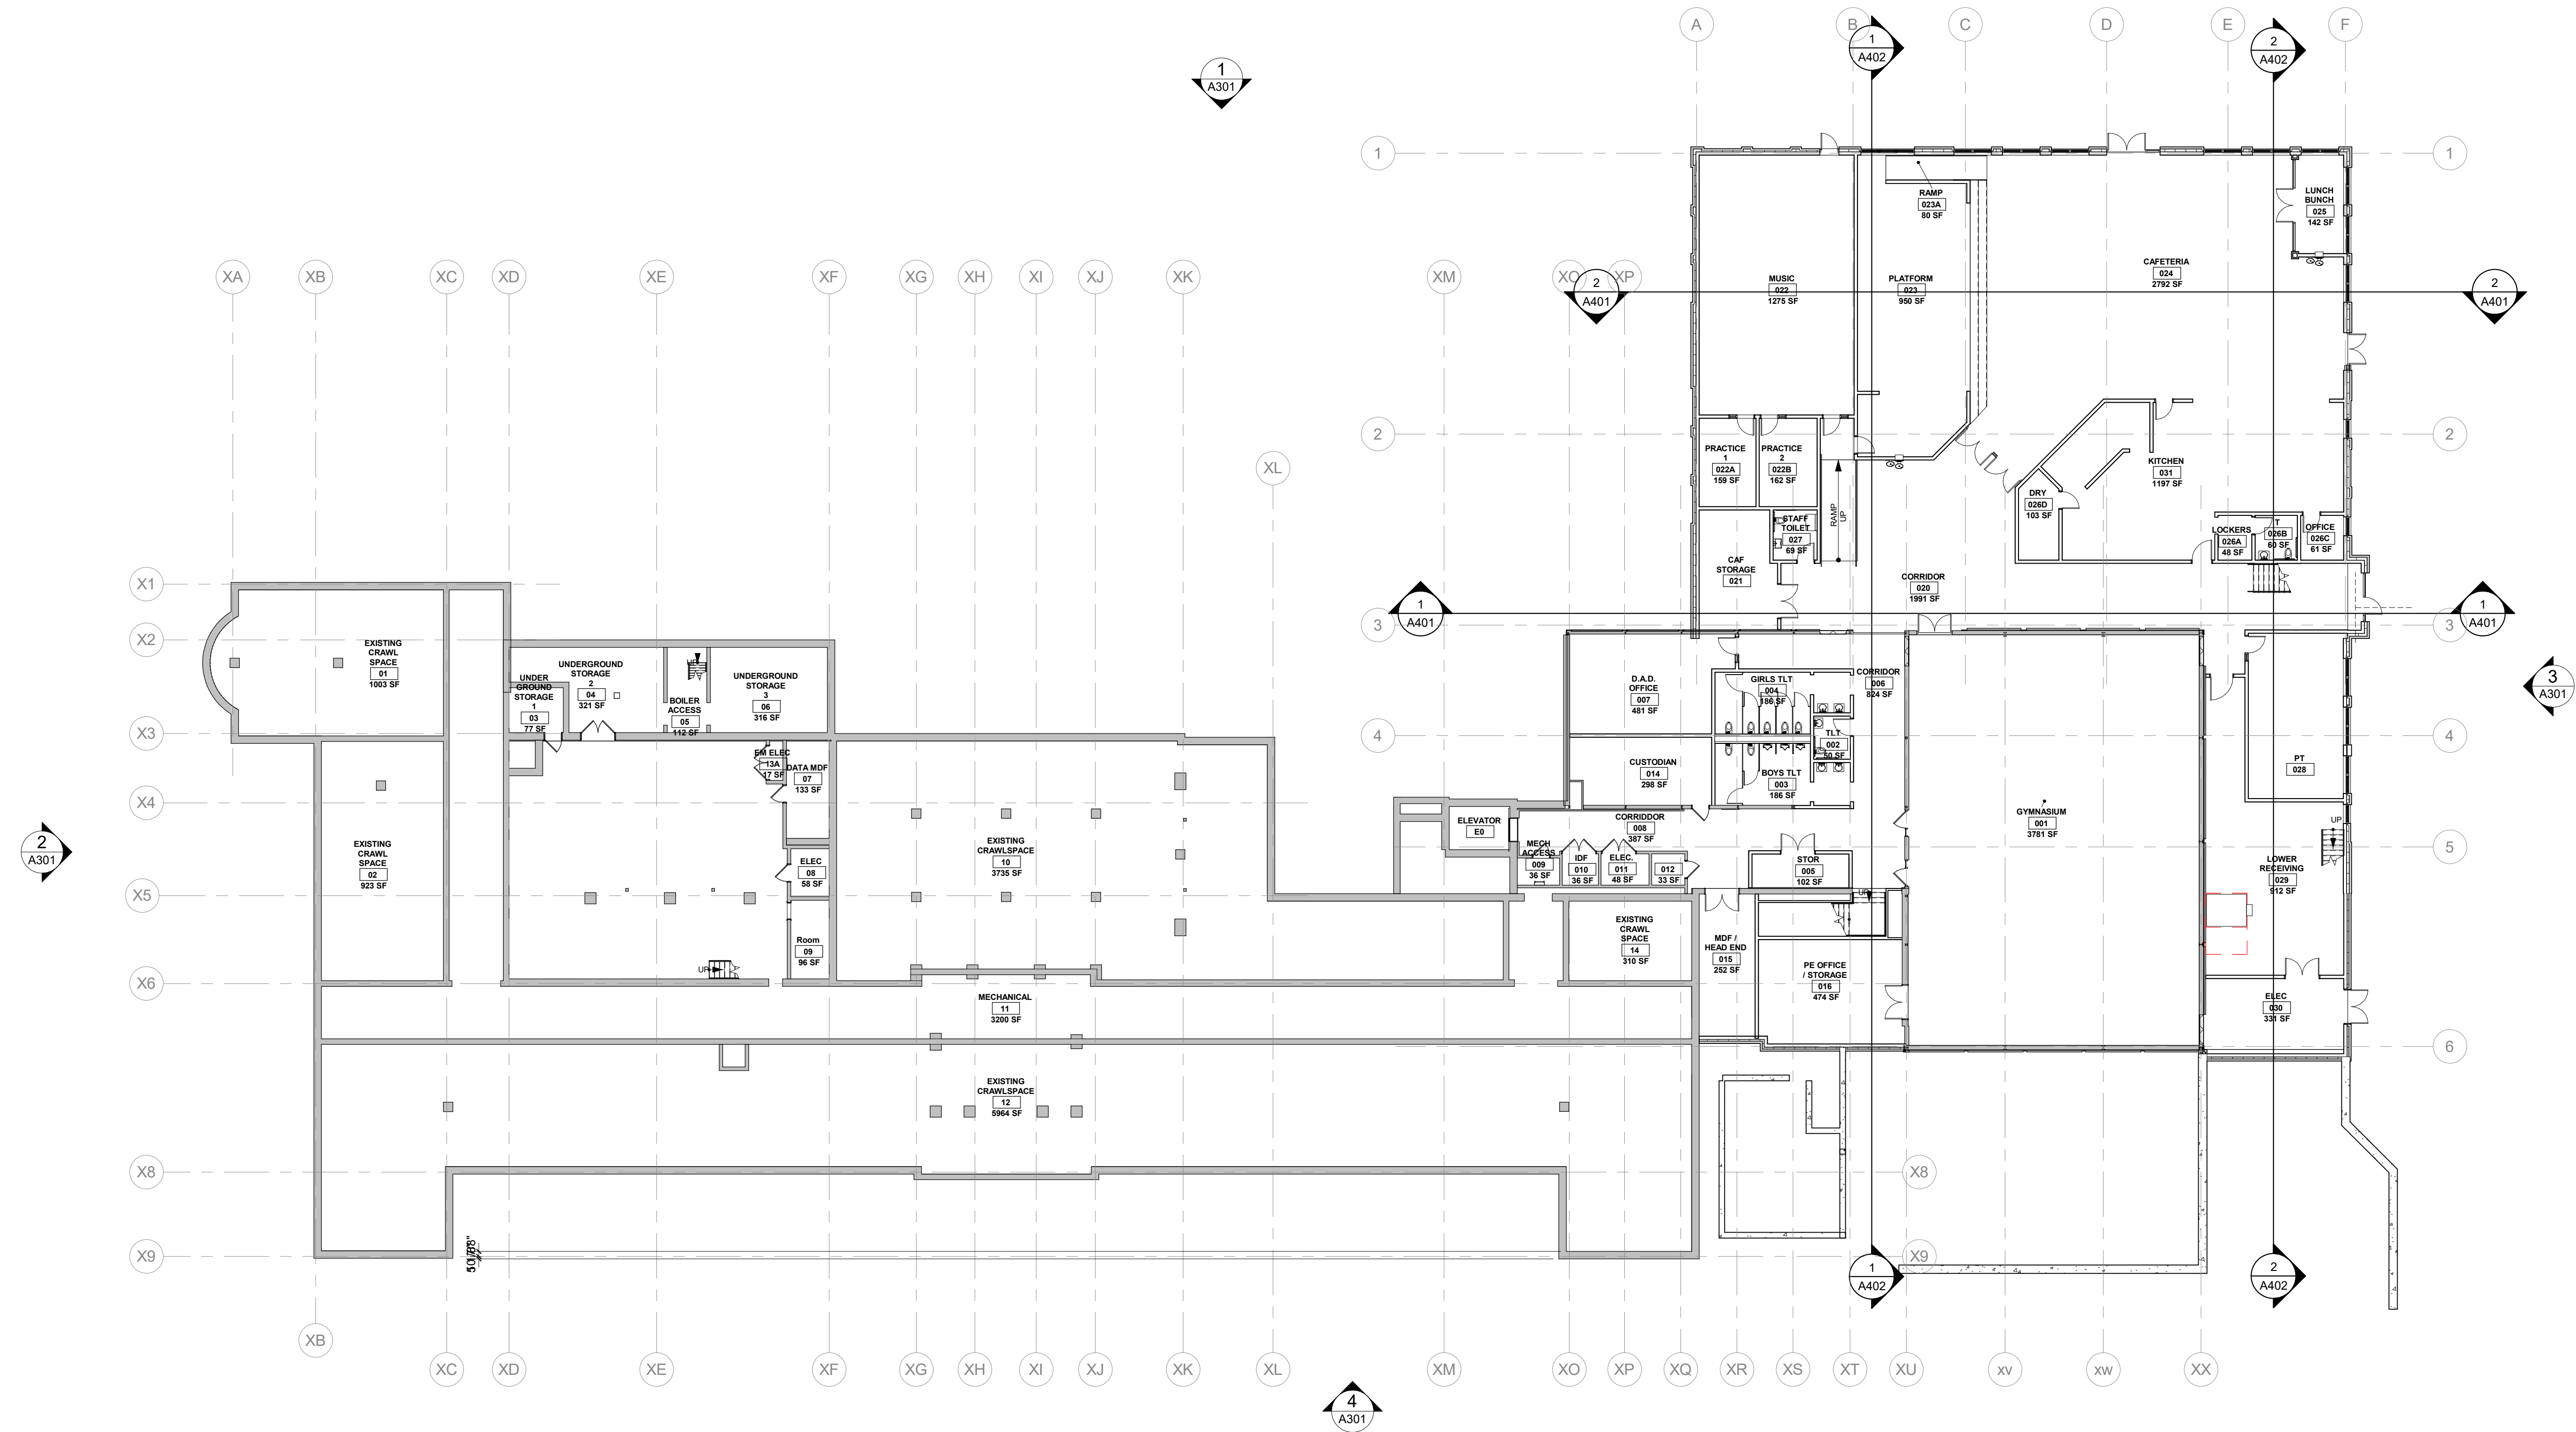 A
B
C
D
E
F
1
A402
2
A402
1
A301
1
1
XA
XB
XC
XD
XE
XF
XG
XH
XI
XJ
XK
XM
XO
XP
2
A401
2
A401
RAMP
023A
80 SF
LUNCH
BUNCH
025
142 SF
MUSIC
022
1275 SF
PLATFORM
023
950 SF
CAFETERIA
024
2792 SF
2
2
XL
PRACTICE
1
022A
159 SF
PRACTICE
2
022B
162 SF
KITCHEN
031
1197 SF
DRY
026D
103 SF
RAMP
UP
STAFF
TOILET
027
69 SF
LOCKERS
026A
48 SF
T
026B
60 SF
OFFICE
026C
61 SF
CAF
STORAGE
021
CORRIDOR
020
1991 SF
X1
X2
X3
X4
X5
X6
X8
X9
1
A401
1
A401
3
3
EXISTING
CRAWL
SPACE
01
1003 SF
UNDER
GROUND
STORAGE
1
03
77 SF
UNDERGROUND
STORAGE
2
04
321 SF
UP
BOILER
ACCESS
05
112 SF
UNDERGROUND
STORAGE
3
06
316 SF
D.A.D.
OFFICE
007
481 SF
GIRLS TLT
004
186 SF
CORRIDOR
006
824 SF
TLT
002
50 SF
3
A301
4
4
EM ELEC
13A
17 SF
DATA MDF
07
133 SF
CUSTODIAN
014
298 SF
BOYS TLT
003
186 SF
PT
028
GYMNASIUM
001
3781 SF
ELEVATOR
E0
CORRIDDOR
008
387 SF
UP
2
A301
EXISTING
CRAWL
SPACE
02
923 SF
EXISTING
CRAWLSPACE
10
3735 SF
ELEC
08
58 SF
MECH
ACCESS
009
36 SF
IDF
010
36 SF
ELEC.
011
48 SF
012
33 SF
STOR
005
102 SF
5
LOWER
RECEIVING
029
912 SF
UP
Room
09
96 SF
UP
EXISTING
CRAWL
SPACE
14
310 SF
MDF /
HEAD END
015
252 SF
PE OFFICE
/ STORAGE
016
474 SF
MECHANICAL
11
3200 SF
ELEC
030
331 SF
6
EXISTING
CRAWLSPACE
12
5964 SF
X8
X9
1
A402
2
A402
XB
XC
XD
XE
XF
XG
XH
XI
XJ
XK
XL
XM
XO
XP
XQ
XR
XS
XT
XU
xv
xw
XX
4
A301